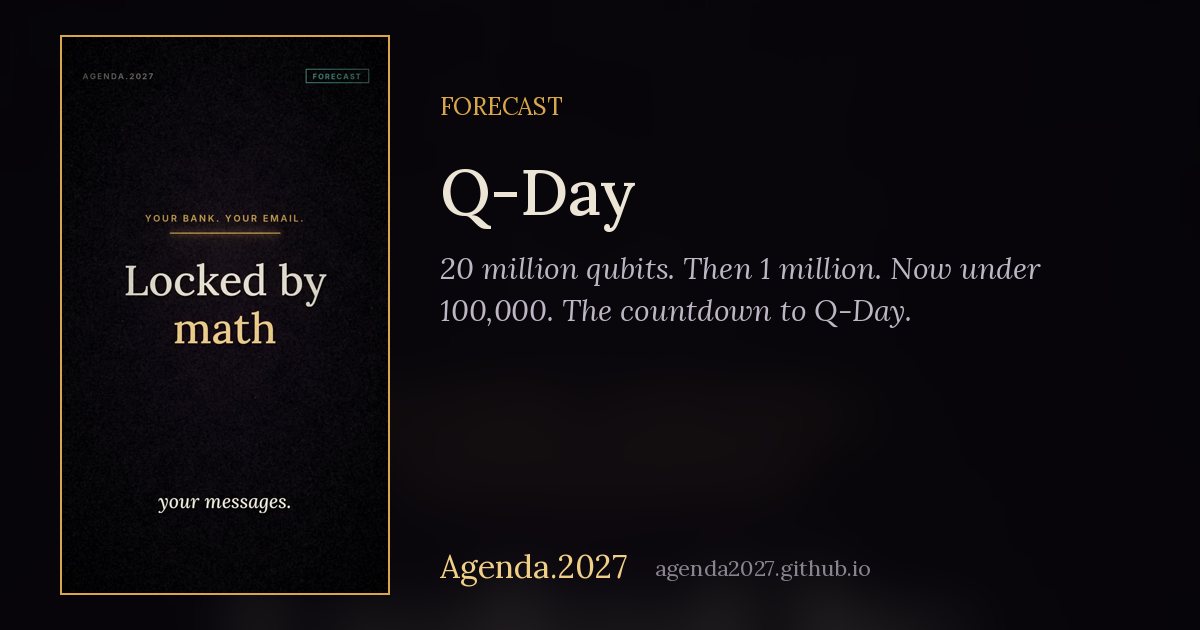 AGENDA.2027
FORECAST
YOUR BANK. YOUR EMAIL.
Locked by
math
your messages.
FORECAST
Q-Day
20 million qubits. Then 1 million. Now under
100,000. The countdown to Q-Day.
Agenda.2027
agenda2027.github.io